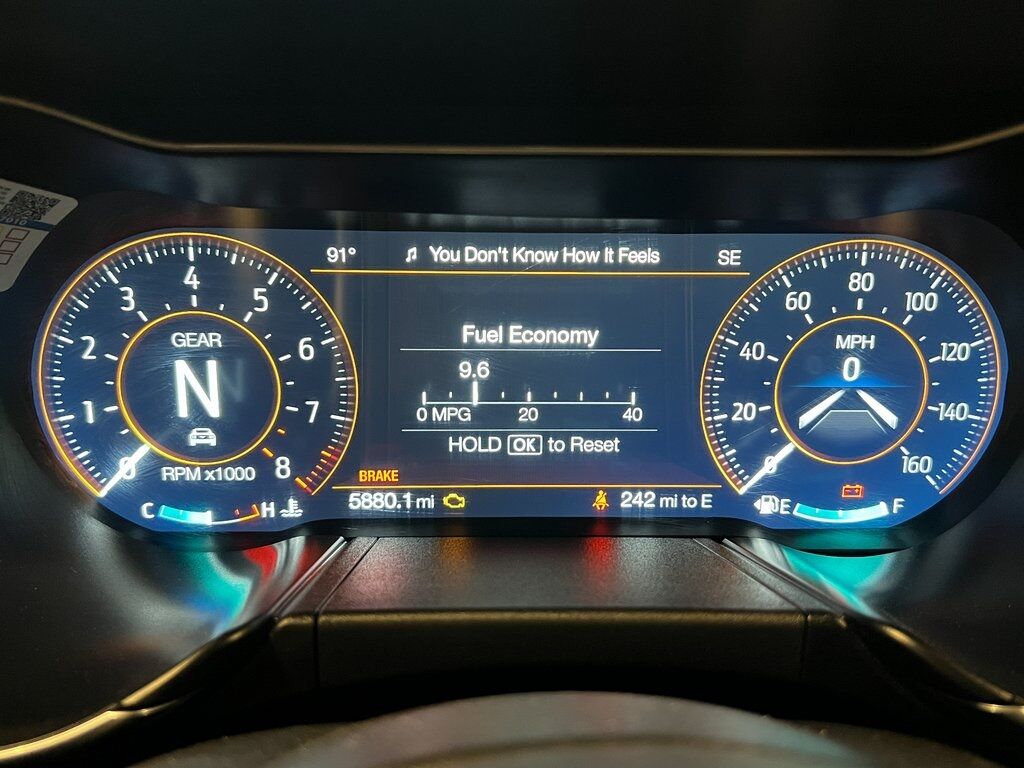 91° You Don't Know How It Feels SE
GEAR
N
0 1 2 3 4 5 6 7 8
RPM x1000
C H
Fuel Economy
9.6
0 MPG 20 40
HOLD OK to Reset
BRAKE
5880.1 mi 242 mi to E
MPH
0
0 20 40 60 80 100 120 140 160
E F